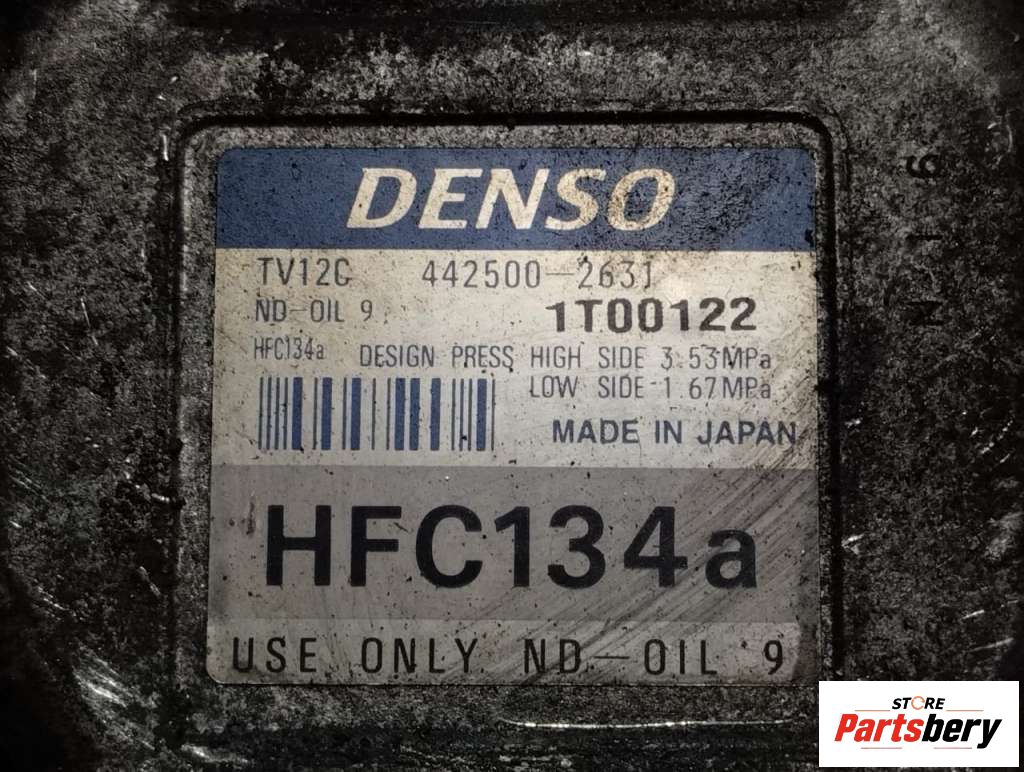 DENSO
TV12C 442500-2631
ND-OIL 9 1T00122
HFC134a DESIGN PRESS HIGH SIDE 3.53MPa
LOW SIDE 1.67MPa
MADE IN JAPAN
HFC134a
USE ONLY ND-OIL 9
N16
STORE
Partsbery